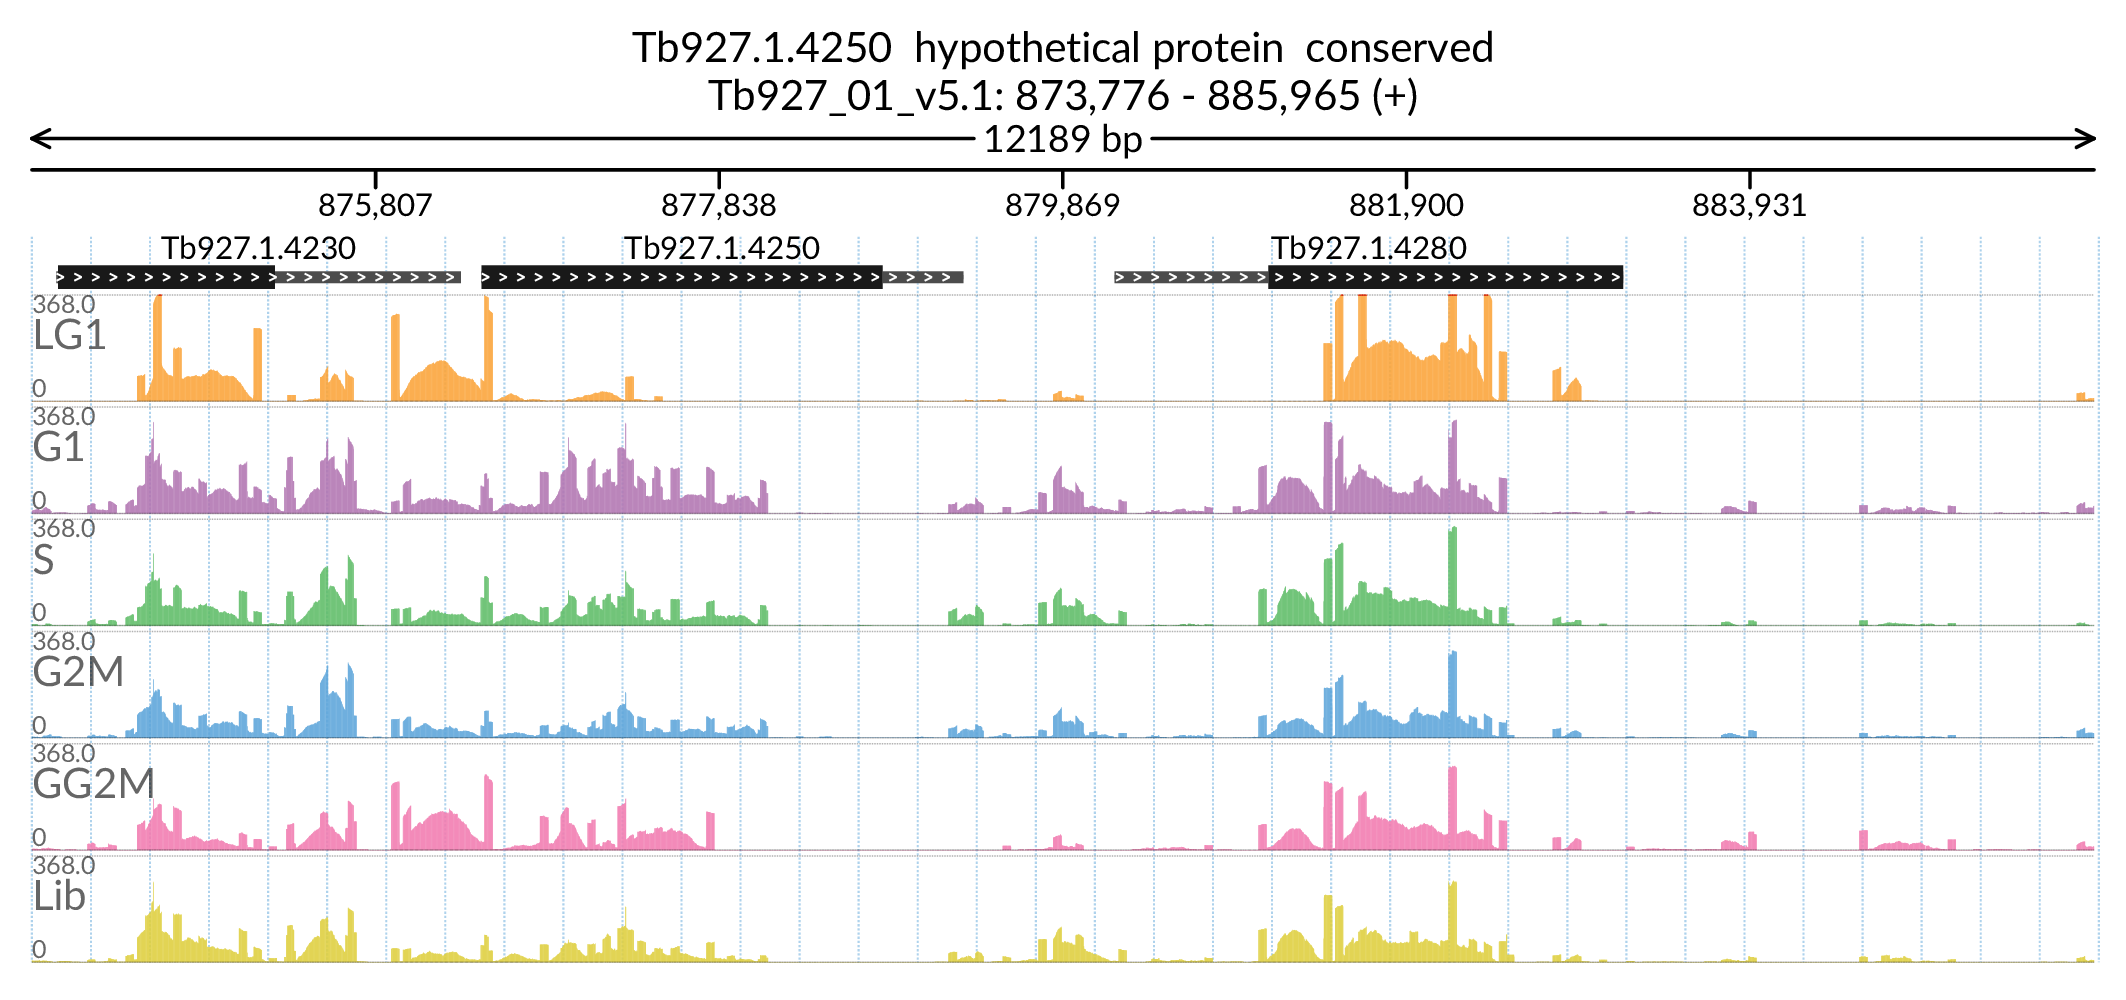 Tb927.1.4250  hypothetical protein  conserved
Tb927_01_v5.1: 873,776 - 885,965 (+)
12189 bp
875,807 877,838 879,869 881,900 883,931
Tb927.1.4230 Tb927.1.4250 Tb927.1.4280
368.0
LG1
0
368.0
G1
0
368.0
S
0
368.0
G2M
0
368.0
GG2M
0
368.0
Lib
0